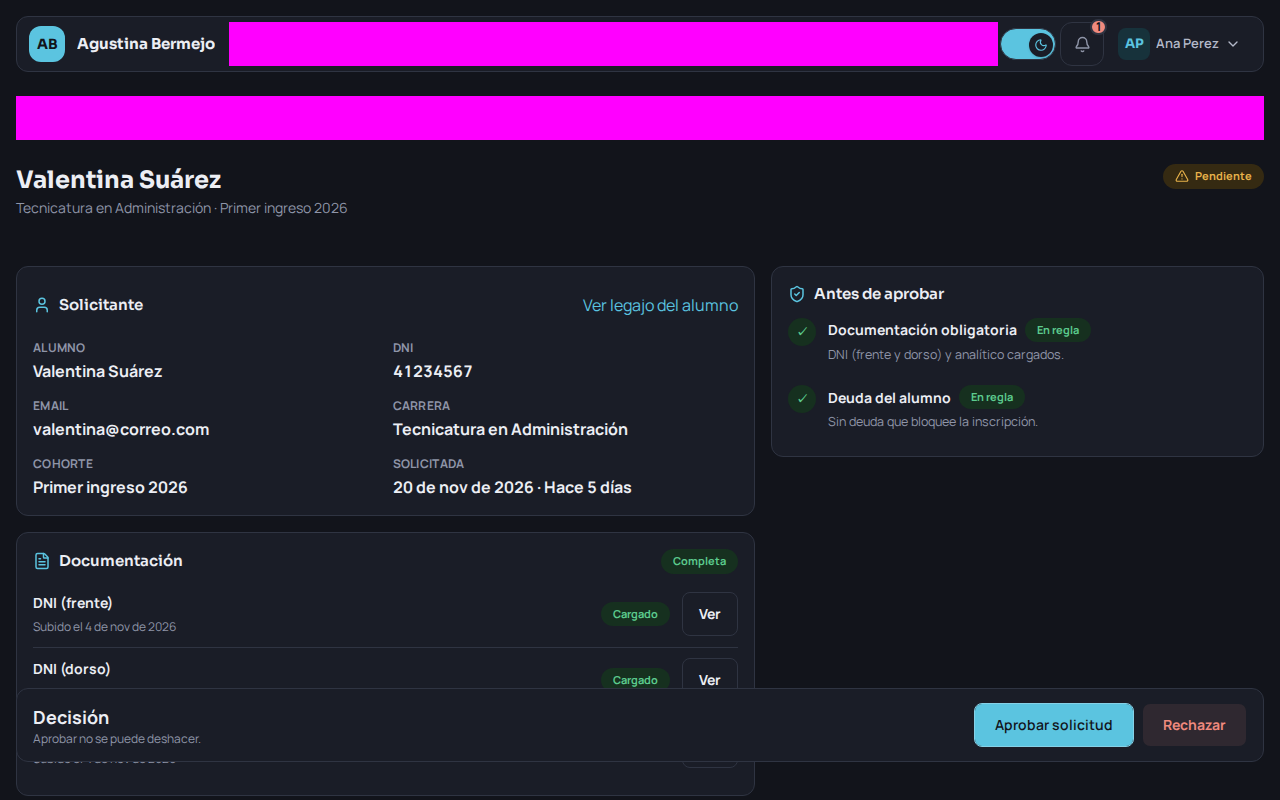 AB Agustina Bermejo 1 AP Ana Perez
Valentina Suárez Pendiente
Tecnicatura en Administración · Primer ingreso 2026
Solicitante Ver legajo del alumno
ALUMNO DNI
Valentina Suárez 41234567
EMAIL CARRERA
valentina@correo.com Tecnicatura en Administración
COHORTE SOLICITADA
Primer ingreso 2026 20 de nov de 2026 · Hace 5 días
Antes de aprobar
Documentación obligatoria En regla
DNI (frente y dorso) y analítico cargados.
Deuda del alumno En regla
Sin deuda que bloquee la inscripción.
Documentación Completa
DNI (frente) Cargado Ver
Subido el 4 de nov de 2026
DNI (dorso) Cargado Ver
Decisión
Aprobar no se puede deshacer.
Aprobar solicitud Rechazar